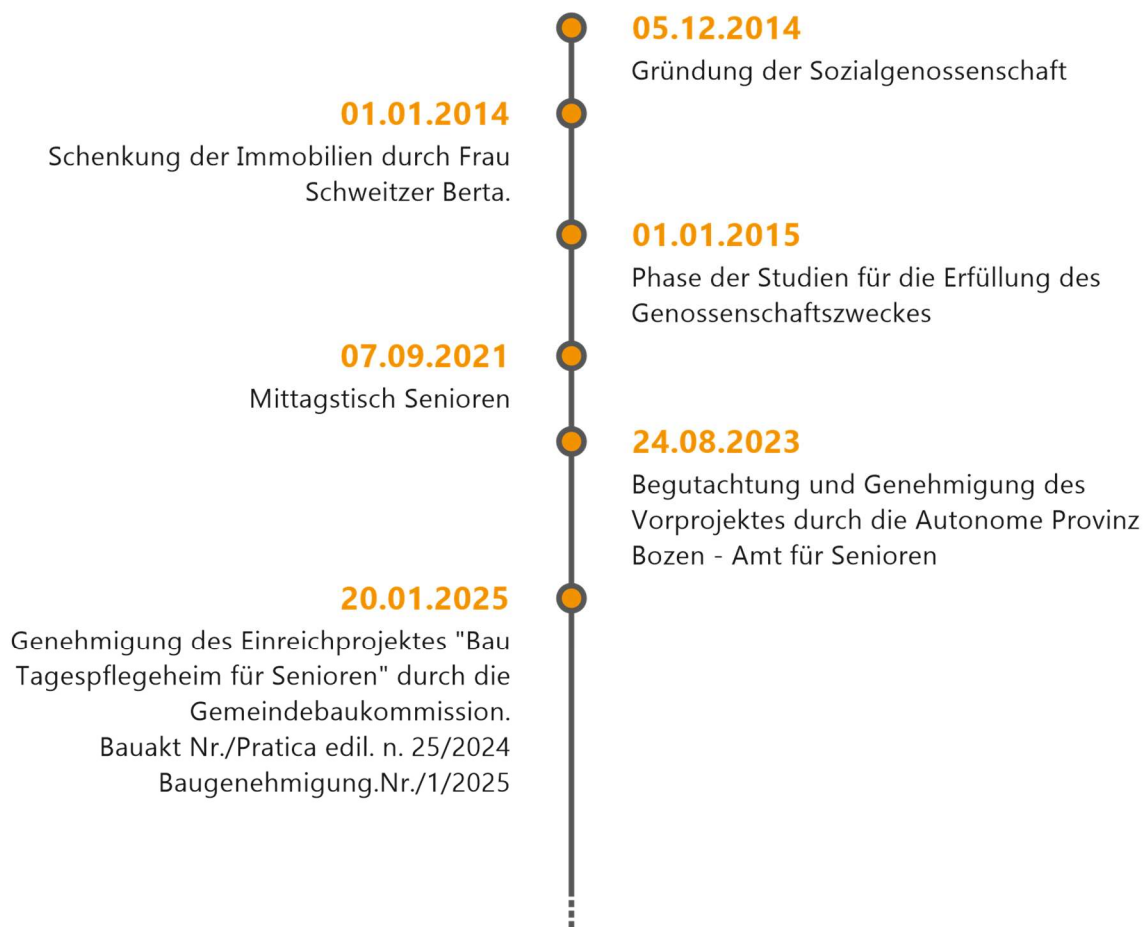 05.12.2014
Gründung der Sozialgenossenschaft
01.01.2014
Schenkung der Immobilien durch Frau
Schweitzer Berta.
01.01.2015
Phase der Studien für die Erfüllung des
Genossenschaftszweckes
07.09.2021
Mittagstisch Senioren
24.08.2023
Begutachtung und Genehmigung des
Vorprojektes durch die Autonome Provinz
Bozen - Amt für Senioren
20.01.2025
Genehmigung des Einreichprojektes "Bau
Tagespflegeheim für Senioren" durch die
Gemeindebaukommission.
Bauakt Nr./Pratica edil. n. 25/2024
Baugenehmigung.Nr./1/2025